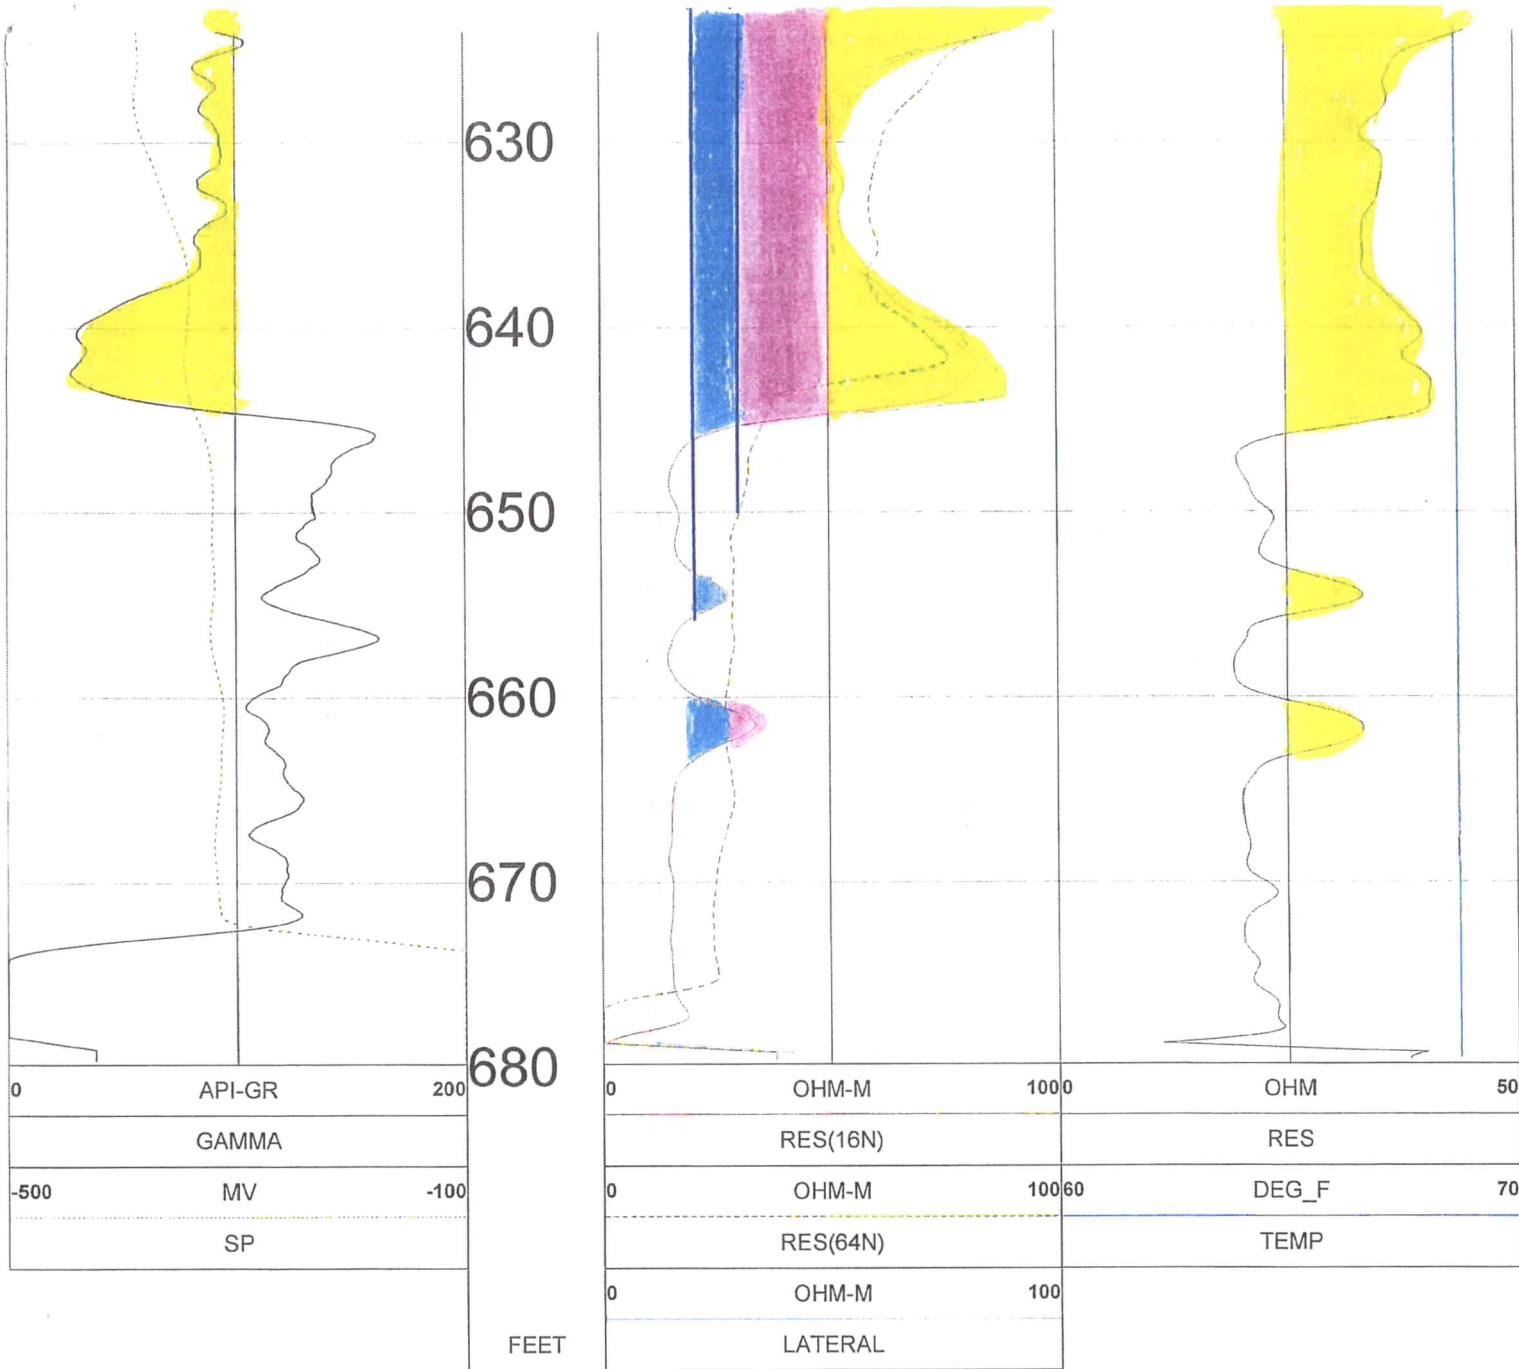 630
640
650
660
670
680
0 API-GR 200 0 OHM-M 100 0 OHM 50
GAMMA RES(16N) RES
-500 MV -100 0 OHM-M 100 60 DEG_F 70
SP RES(64N) TEMP
0 OHM-M 100
FEET LATERAL